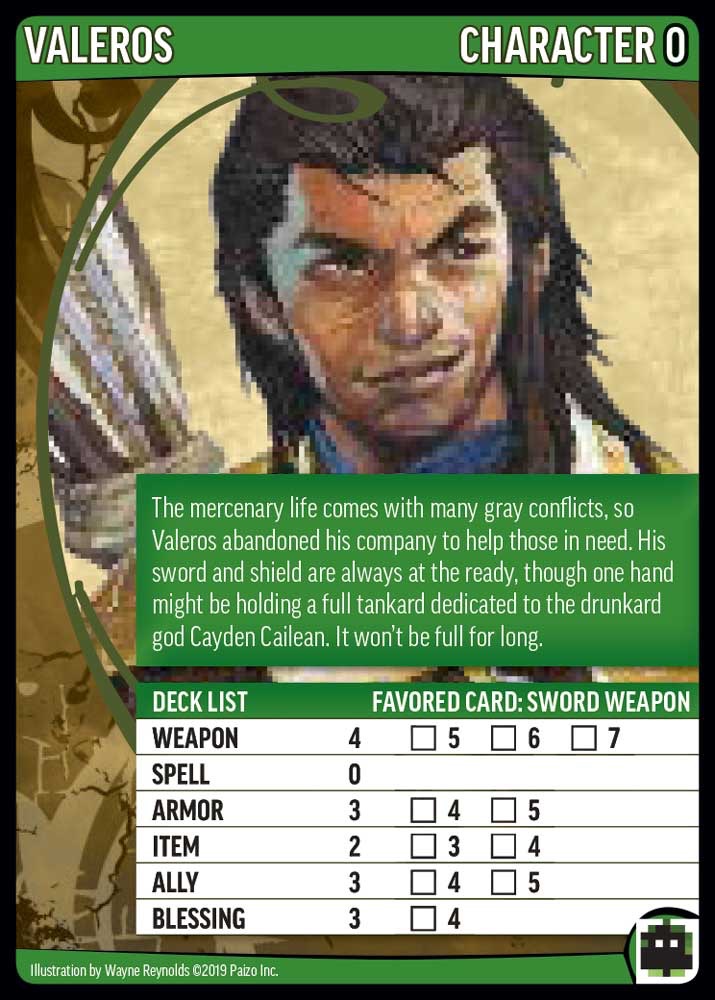 VALEROS CHARACTER 0
The mercenary life comes with many gray conflicts, so
Valeros abandoned his company to help those in need. His
sword and shield are always at the ready, though one hand
might be holding a full tankard dedicated to the drunkard
god Cayden Cailean. It won't be full for long.
DECK LIST FAVORED CARD: SWORD WEAPON
WEAPON 4 ☐ 5 ☐ 6 ☐ 7
SPELL 0
ARMOR 3 ☐ 4 ☐ 5
ITEM 2 ☐ 3 ☐ 4
ALLY 3 ☐ 4 ☐ 5
BLESSING 3 ☐ 4
Illustration by Wayne Reynolds ©2019 Paizo Inc.